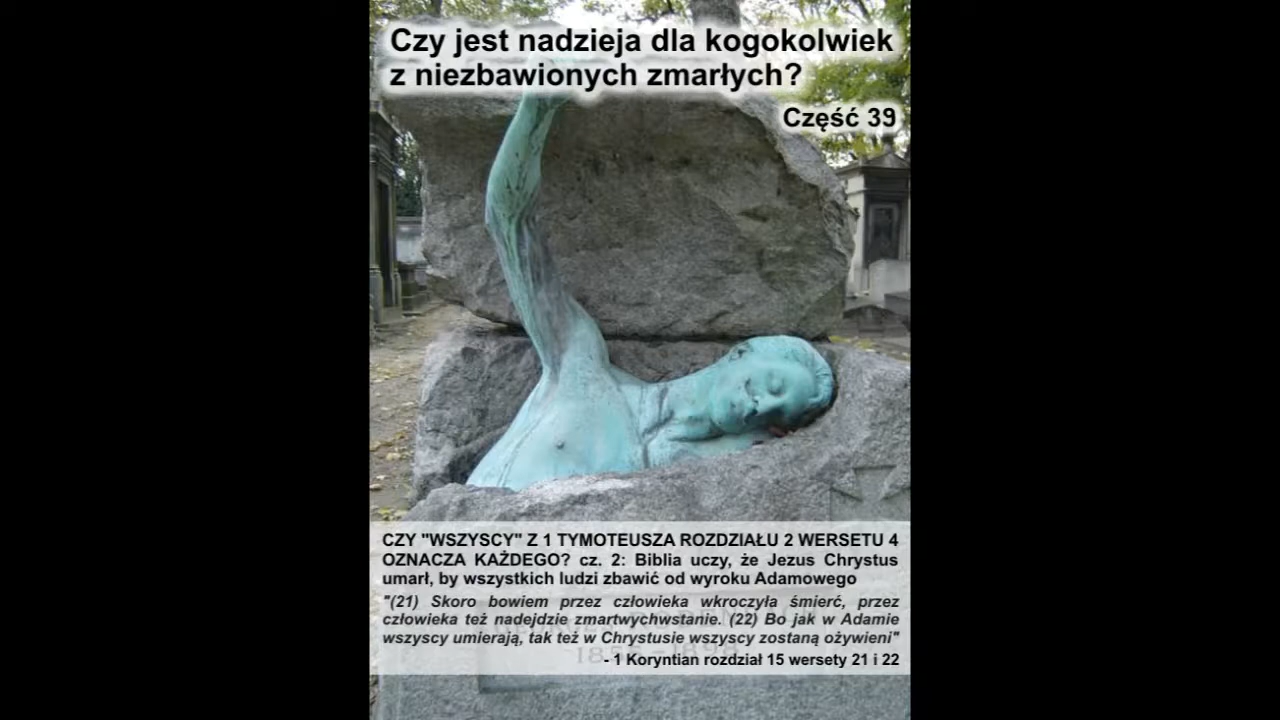 Czy jest nadzieja dla kogokolwiek
z niezbawionych zmarłych?
Część 39
CZY "WSZYSCY" Z 1 TYMOTEUSZA ROZDZIAŁU 2 WERSETU 4
OZNACZA KAŻDEGO? cz. 2: Biblia uczy, że Jezus Chrystus
umarł, by wszystkich ludzi zbawić od wyroku Adamowego
"(21) Skoro bowiem przez człowieka wkroczyła śmierć, przez
człowieka też nadejdzie zmartwychwstanie. (22) Bo jak w Adamie
wszyscy umierają, tak też w Chrystusie wszyscy zostaną ożywieni"
- 1 Koryntian rozdział 15 wersety 21 i 22